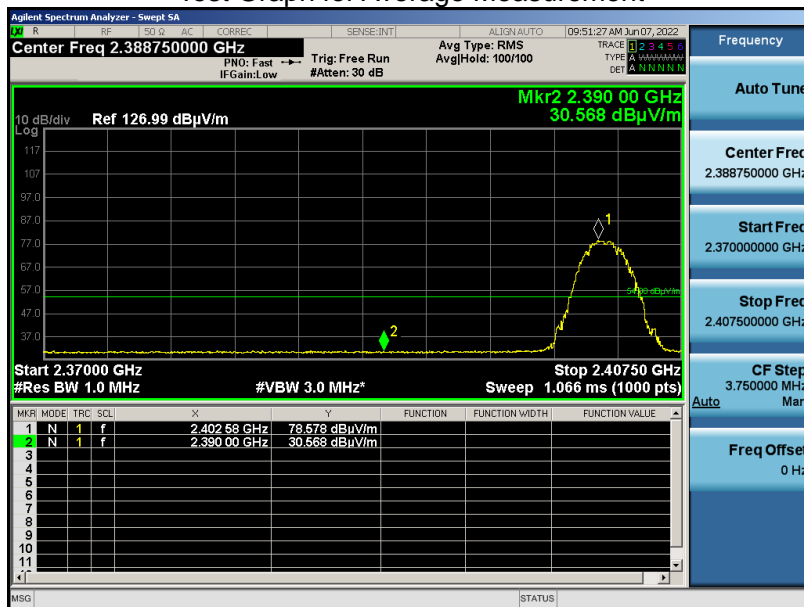 Test Graph for Average Measurement
Agilent Spectrum Analyzer - Swept SA
LXI R RF 50 Ω AC CORREC SENSE:INT ALIGN AUTO 09:51:27 AM Jun 07, 2022
Center Freq 2.388750000 GHz
PNO: Fast
IFGain:Low
Trig: Free Run
#Atten: 30 dB
Avg Type: RMS
Avg|Hold: 100/100
TRACE 1 2 3 4 5 6
TYPE A WWWWW
DET A N N N N N
Mkr2 2.390 00 GHz
30.568 dBµV/m
10 dB/div Ref 126.99 dBµV/m
Log
117
107
97.0
87.0
77.0
67.0
57.0
47.0
37.0
1
2
Start 2.37000 GHz Stop 2.40750 GHz
#Res BW 1.0 MHz #VBW 3.0 MHz* Sweep 1.066 ms (1000 pts)
MKR MODE TRC SCL X Y FUNCTION FUNCTION WIDTH FUNCTION VALUE
1 N 1 f 2.402 58 GHz 78.578 dBµV/m
2 N 1 f 2.390 00 GHz 30.568 dBµV/m
3
4
5
6
7
8
9
10
11
MSG STATUS
Frequency
Auto Tune
Center Freq
2.388750000 GHz
Start Freq
2.370000000 GHz
Stop Freq
2.407500000 GHz
CF Step
3.750000 MHz
Auto Man
Freq Offset
0 Hz